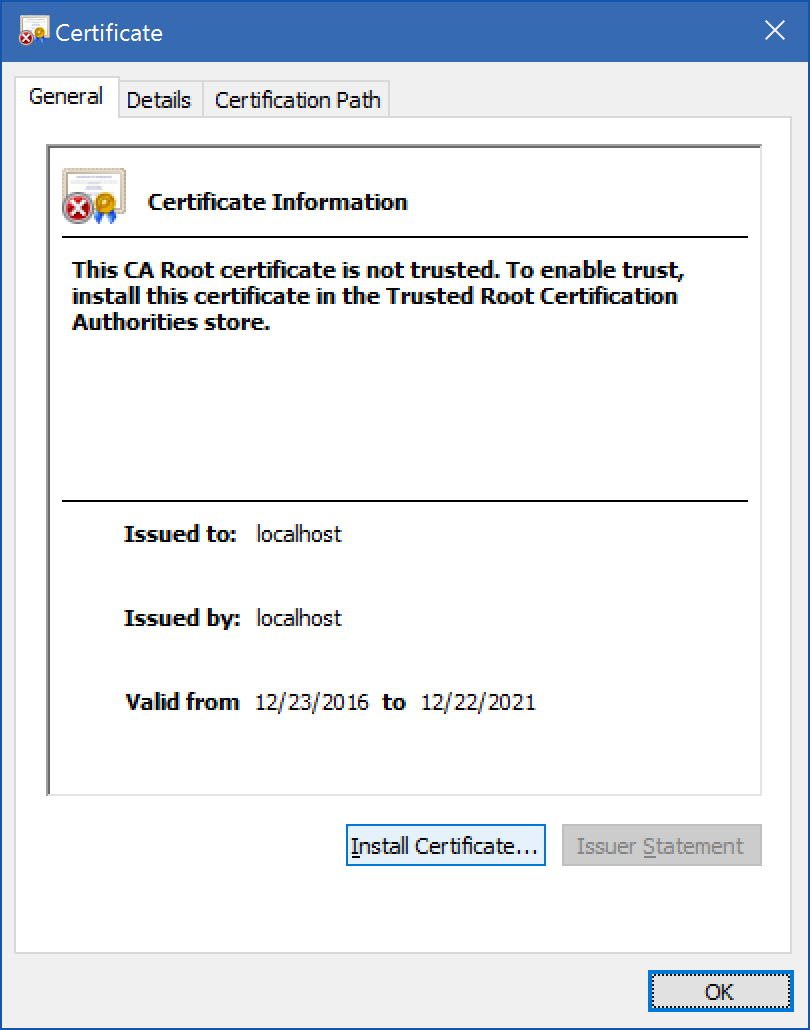 Certificate
General Details Certification Path
Certificate Information
This CA Root certificate is not trusted. To enable trust,
install this certificate in the Trusted Root Certification
Authorities store.
Issued to: localhost
Issued by: localhost
Valid from 12/23/2016 to 12/22/2021
Install Certificate... Issuer Statement
OK